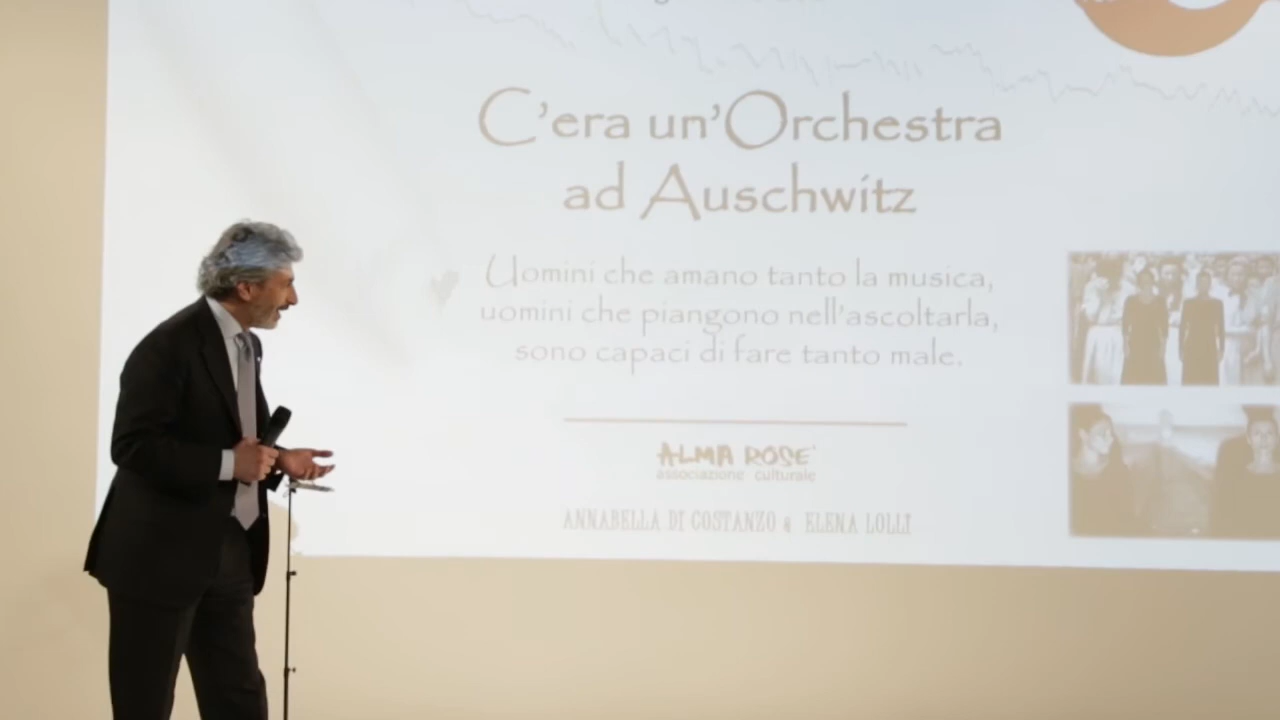 C'era un'Orchestra
ad Auschwitz
Uomini che amano tanto la musica,
uomini che piangono nell'ascoltarla,
sono capaci di fare tanto male.
ALMA ROSE'
associazione culturale
ANNABELLA DI COSTANZO & ELENA LOLLI